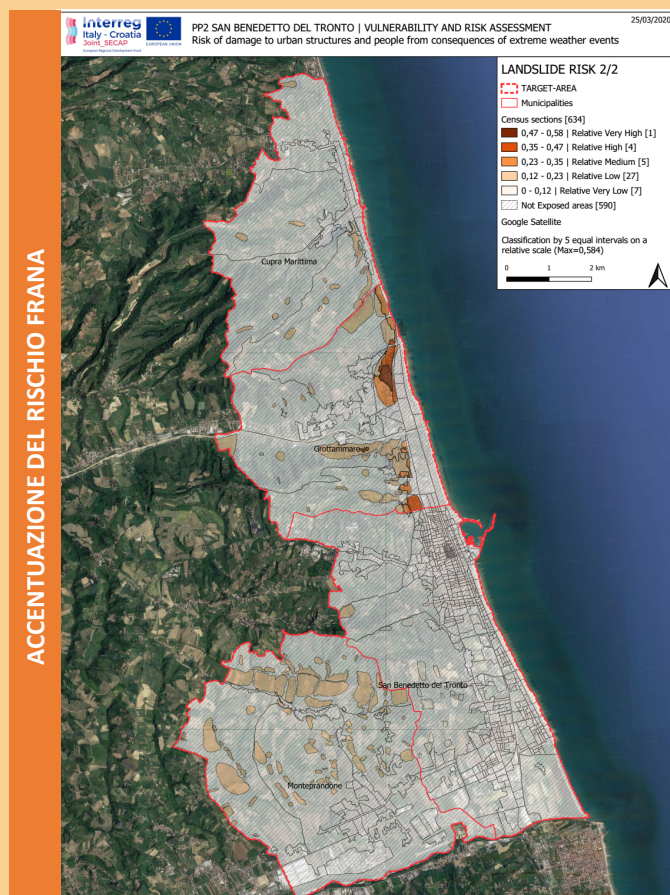 ACCENTUAZIONE DEL RISCHIO FRANA
Interreg
Italy - Croatia
Joint_SECAP
European Regional Development Fund
EUROPEAN UNION
PP2 SAN BENEDETTO DEL TRONTO | VULNERABILITY AND RISK ASSESSMENT
Risk of damage to urban structures and people from consequences of extreme weather events
25/03/2020
LANDSLIDE RISK 2/2
TARGET-AREA
Municipalities
Census sections [634]
0,47 - 0,58 | Relative Very High [1]
0,35 - 0,47 | Relative High [4]
0,23 - 0,35 | Relative Medium [5]
0,12 - 0,23 | Relative Low [27]
0 - 0,12 | Relative Very Low [7]
Not Exposed areas [590]
Google Satellite
Classification by 5 equal intervals on a
relative scale (Max=0,584)
0 1 2 km
Cupra Marittima
Grottammare
San Benedetto del Tronto
Monteprandone